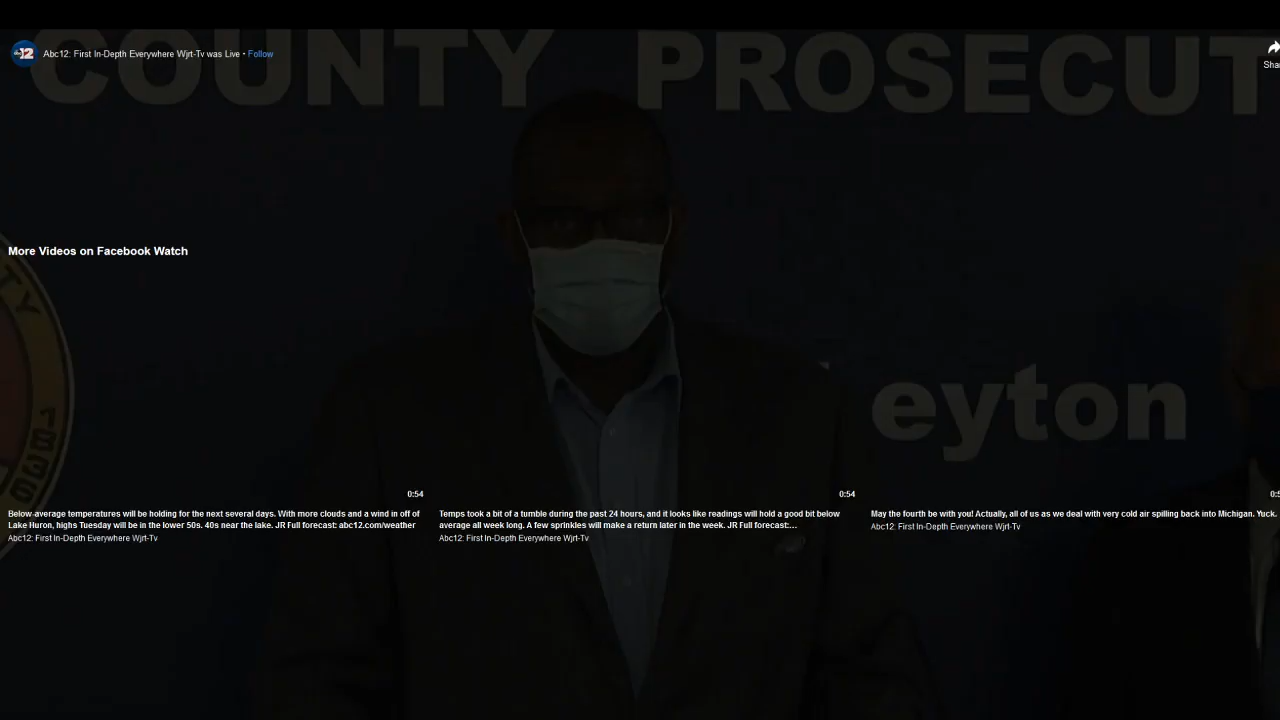 COUNTY PROSECUT
abc 12
Abc12: First In-Depth Everywhere Wjrt-Tv was Live • Follow
Sha
More Videos on Facebook Watch
TY
eyton
1836
0:54
0:54
0:5
Below-average temperatures will be holding for the next several days. With more clouds and a wind in off of
Lake Huron, highs Tuesday will be in the lower 50s. 40s near the lake. JR Full forecast: abc12.com/weather
Abc12: First In-Depth Everywhere Wjrt-Tv
Temps took a bit of a tumble during the past 24 hours, and it looks like readings will hold a good bit below
average all week long. A few sprinkles will make a return later in the week. JR Full forecast:...
Abc12: First In-Depth Everywhere Wjrt-Tv
May the fourth be with you! Actually, all of us as we deal with very cold air spilling back into Michigan. Yuck.
Abc12: First In-Depth Everywhere Wjrt-Tv